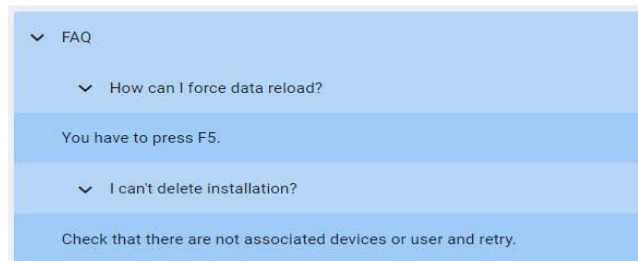 FAQ
How can I force data reload?
You have to press F5.
I can't delete installation?
Check that there are not associated devices or user and retry.